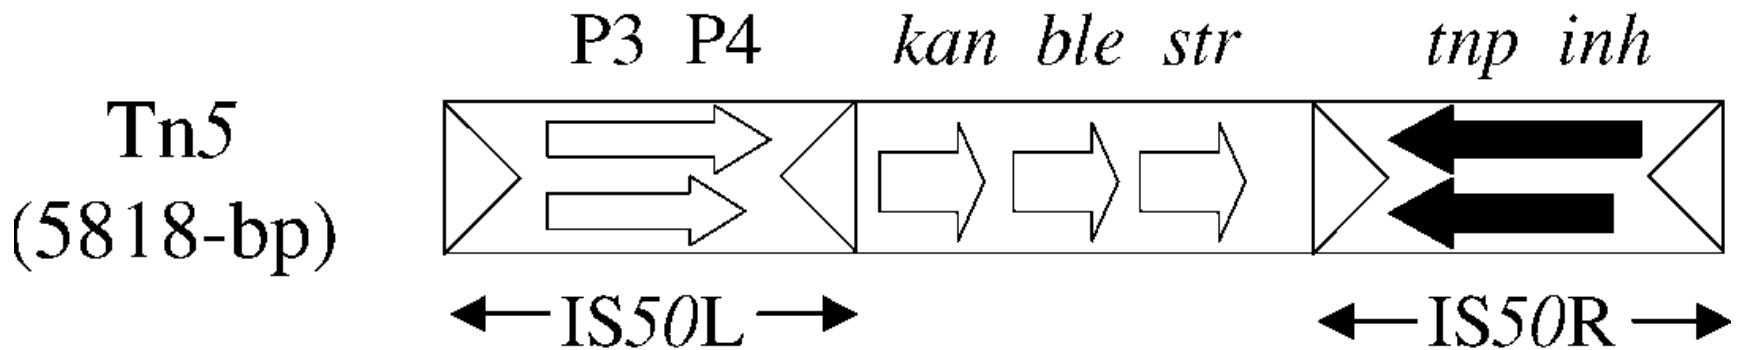 P3 P4 kan ble str tnp inh
Tn5
(5818-bp)
IS50L IS50R